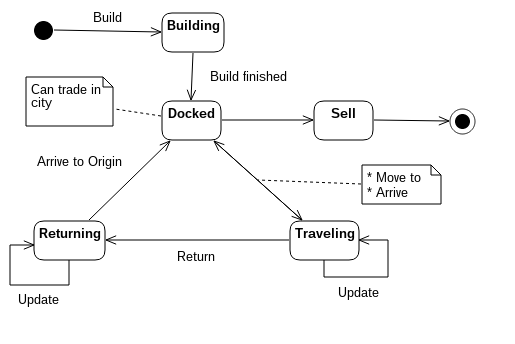 Build
Building
Build finished
Can trade in
city
Docked
Sell
Arrive to Origin
* Move to
* Arrive
Returning
Traveling
Return
Update
Update